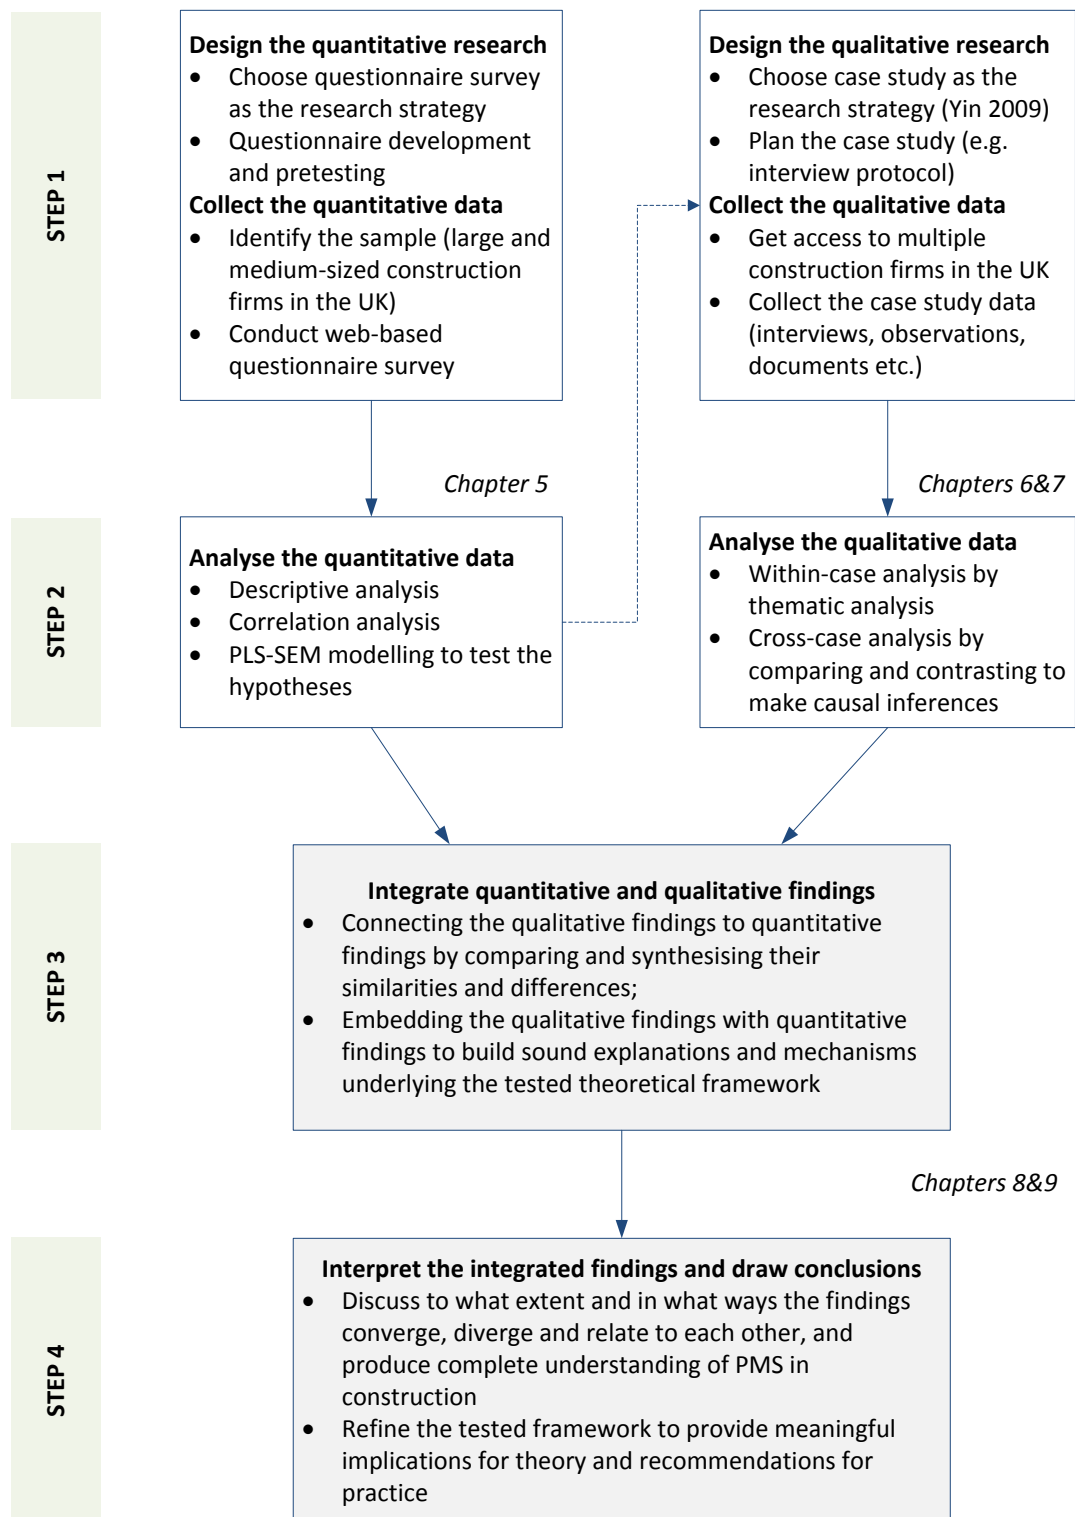 STEP 1
Design the quantitative research
• Choose questionnaire survey
as the research strategy
• Questionnaire development
and pretesting
Collect the quantitative data
• Identify the sample (large and
medium-sized construction
firms in the UK)
• Conduct web-based
questionnaire survey
Design the qualitative research
• Choose case study as the
research strategy (Yin 2009)
• Plan the case study (e.g.
interview protocol)
Collect the qualitative data
• Get access to multiple
construction firms in the UK
• Collect the case study data
(interviews, observations,
documents etc.)
Chapter 5
Chapters 6&7
STEP 2
Analyse the quantitative data
• Descriptive analysis
• Correlation analysis
• PLS-SEM modelling to test the
hypotheses
Analyse the qualitative data
• Within-case analysis by
thematic analysis
• Cross-case analysis by
comparing and contrasting to
make causal inferences
STEP 3
Integrate quantitative and qualitative findings
• Connecting the qualitative findings to quantitative
findings by comparing and synthesising their
similarities and differences;
• Embedding the qualitative findings with quantitative
findings to build sound explanations and mechanisms
underlying the tested theoretical framework
Chapters 8&9
STEP 4
Interpret the integrated findings and draw conclusions
• Discuss to what extent and in what ways the findings
converge, diverge and relate to each other, and
produce complete understanding of PMS in
construction
• Refine the tested framework to provide meaningful
implications for theory and recommendations for
practice